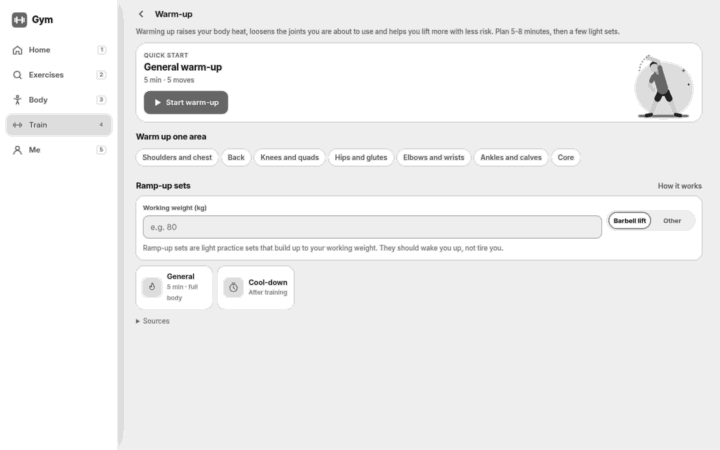 Gym
Home 1
Exercises 2
Body 3
Train 4
Me 5
Warm-up
Warming up raises your body heat, loosens the joints you are about to use and helps you lift more with less risk. Plan 5-8 minutes, then a few light sets.
QUICK START
General warm-up
5 min · 5 moves
Start warm-up
Warm up one area
Shoulders and chest Back Knees and quads Hips and glutes Elbows and wrists Ankles and calves Core
Ramp-up sets How it works
Working weight (kg)
e.g. 80
Barbell lift Other
Ramp-up sets are light practice sets that build up to your working weight. They should wake you up, not tire you.
General
5 min · full
body
Cool-down
After training
Sources